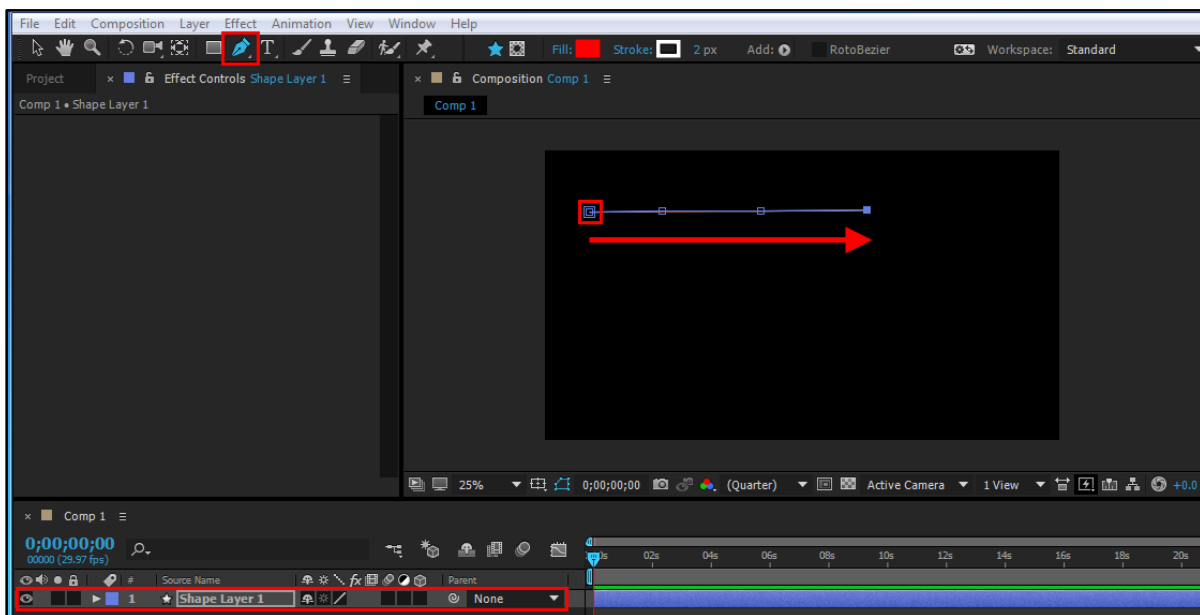 File Edit Composition Layer Effect Animation View Window Help
T Fill: Stroke: 2 px Add: RotoBezier Workspace: Standard
Project × Effect Controls Shape Layer 1 × Composition Comp 1
Comp 1 • Shape Layer 1
Comp 1
25% 0;00;00;00 (Quarter) Active Camera 1 View +0.0
× Comp 1
0;00;00;00
00000 (29.97 fps)
02s 04s 06s 08s 10s 12s 14s 16s 18s 20s
# Source Name fx Parent
1 Shape Layer 1 None